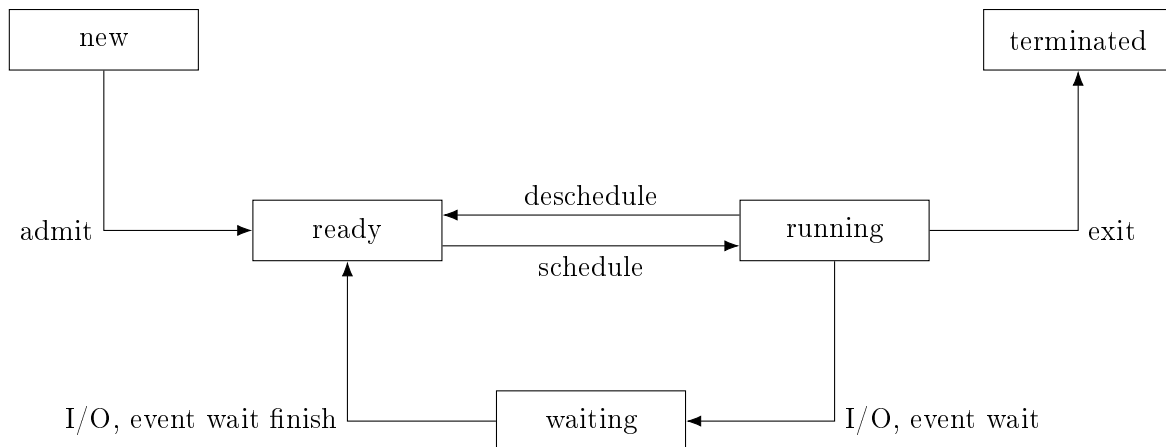 new
terminated
deschedule
ready
running
admit
exit
schedule
I/O, event wait finish
waiting
I/O, event wait